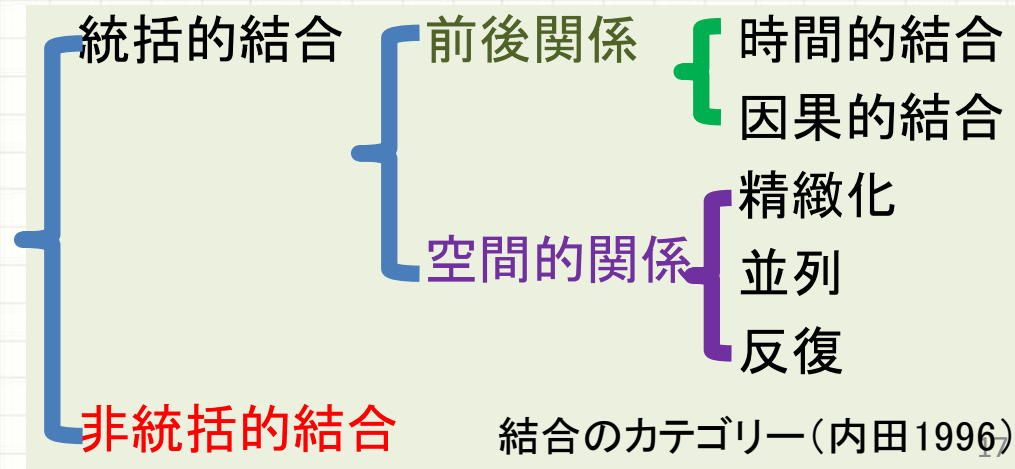 統括的結合
前後関係
時間的結合
因果的結合
空間的関係
精緻化
並列
反復
非統括的結合
結合のカテゴリー(内田1996)
17